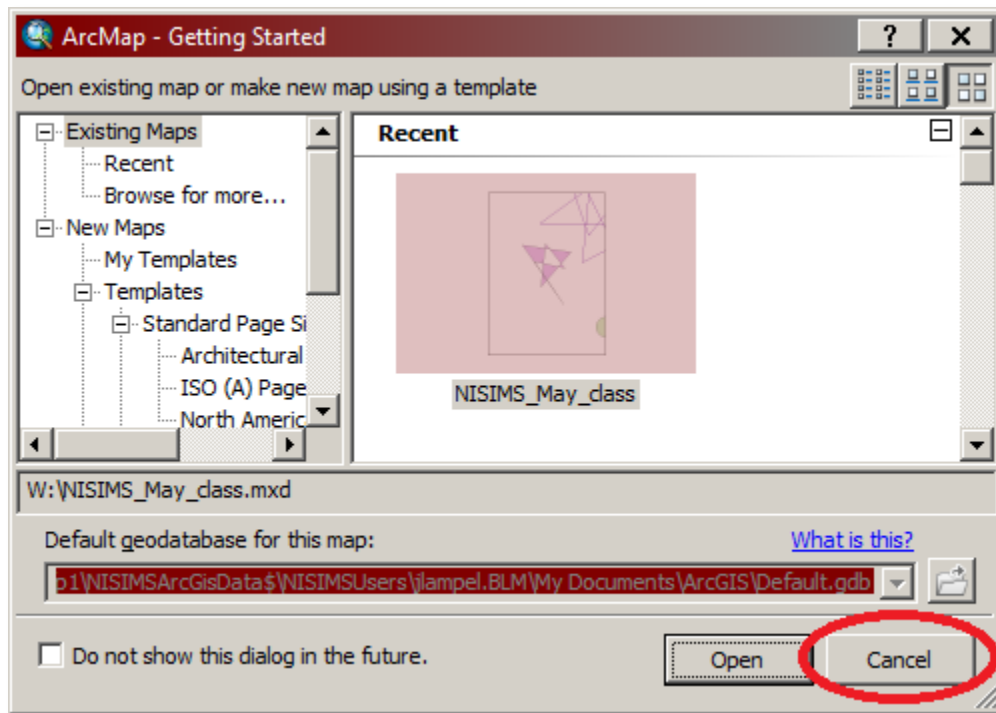 ArcMap - Getting Started
?
Open existing map or make new map using a template
Existing Maps
Recent
Browse for more...
New Maps
My Templates
Templates
Standard Page Si
Architectural
ISO (A) Page
North Americ
Recent
NISIMS_May_class
W:\NISIMS_May_class.mxd
Default geodatabase for this map:
What is this?
p1\NISIMSArcGisData$\NISIMSUsers\jlampel.BLM\My Documents\ArcGIS\Default.gdb
Do not show this dialog in the future.
Open
Cancel